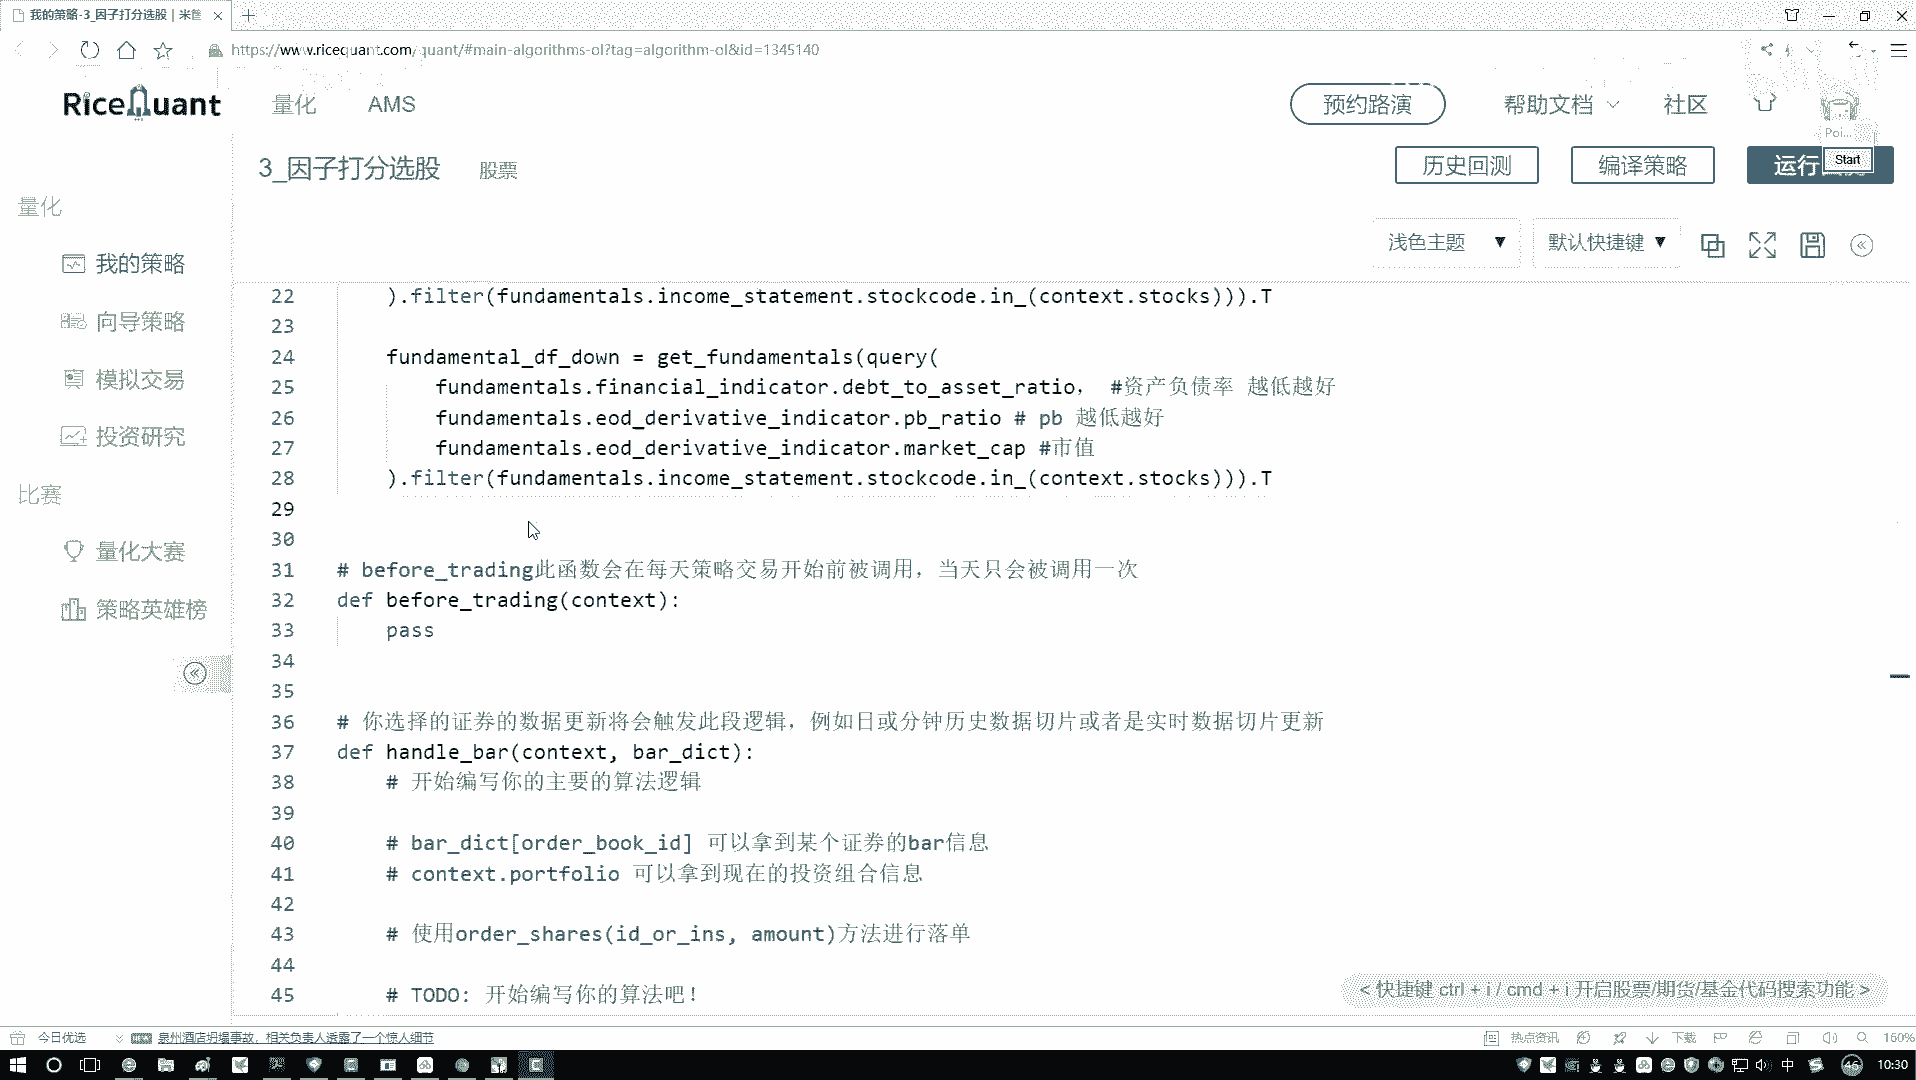 我的策略-3_因子打分选股 | 米筐
https://www.ricequant.com/quant/#main-algorithms-ol?tag=algorithm-ol&id=1345140
RiceQuant
量化
AMS
预约路演
帮助文档
社区
Poi...
3_因子打分选股
股票
历史回测
编译策略
运行
Start
量化
我的策略
向导策略
模拟交易
投资研究
比赛
量化大赛
策略英雄榜
浅色主题 ▼
默认快捷键 ▼
22 ).filter(fundamentals.income_statement.stockcode.in_(context.stocks))).T
23
24 fundamental_df_down = get_fundamentals(query(
25 fundamentals.financial_indicator.debt_to_asset_ratio， #资产负债率 越低越好
26 fundamentals.eod_derivative_indicator.pb_ratio # pb 越低越好
27 fundamentals.eod_derivative_indicator.market_cap #市值
28 ).filter(fundamentals.income_statement.stockcode.in_(context.stocks))).T
29
30
31 # before_trading此函数会在每天策略交易开始前被调用，当天只会被调用一次
32 def before_trading(context):
33 pass
34
35
36 # 你选择的证券的数据更新将会触发此段逻辑，例如日或分钟历史数据切片或者是实时数据切片更新
37 def handle_bar(context, bar_dict):
38 # 开始编写你的主要的算法逻辑
39
40 # bar_dict[order_book_id] 可以拿到某个证券的bar信息
41 # context.portfolio 可以拿到现在的投资组合信息
42
43 # 使用order_shares(id_or_ins, amount)方法进行落单
44
45 # TODO: 开始编写你的算法吧！
< 快捷键 ctrl + i / cmd + i 开启股票/期货/基金代码搜索功能 >
今日优选
泉州酒店坍塌事故，相关负责人透露了一个惊人细节
热点资讯
下载
160%
中
46
10:30